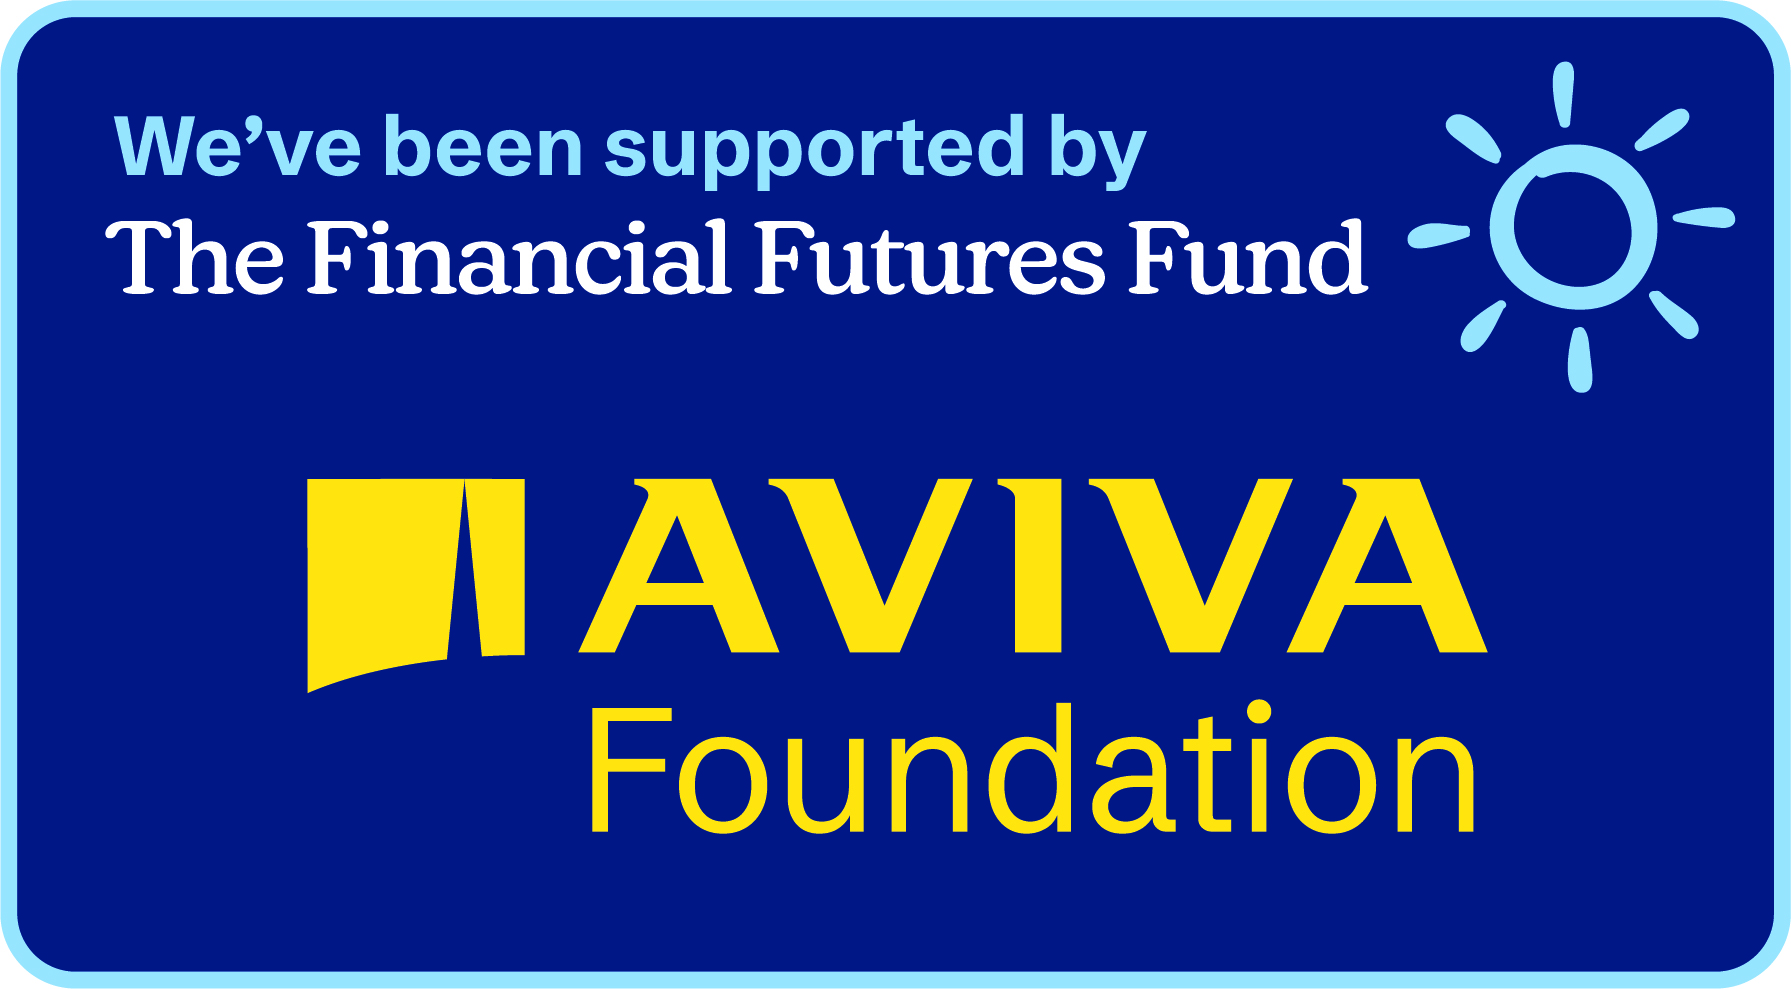 We’ve been supported by
The Financial Futures Fund
AVIVA
Foundation